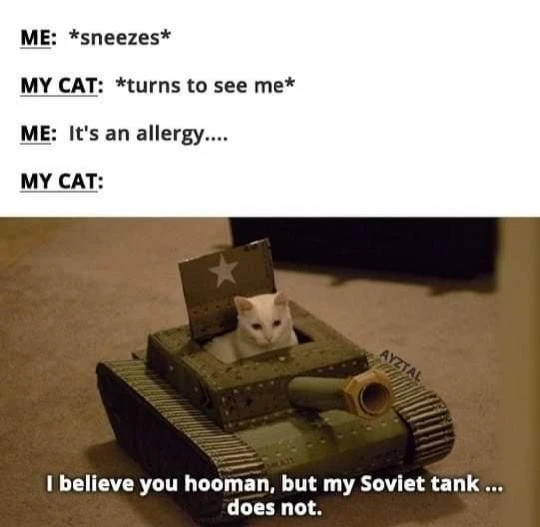 ME: *sneezes*
MY CAT: *turns to see me*
ME: It's an allergy....
MY CAT:
AYZTAL
I believe you hooman, but my Soviet tank ...
does not.